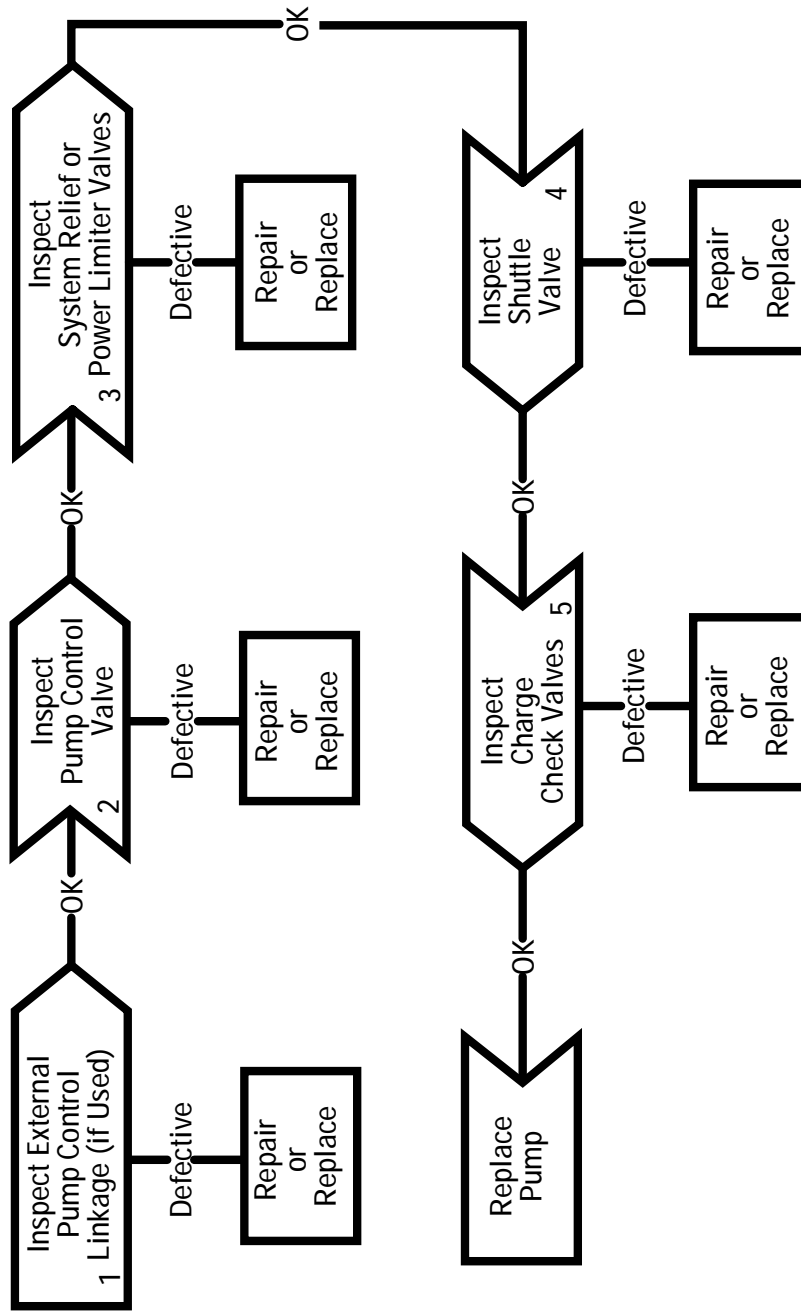 Inspect External
Pump Control
Linkage (if Used)
1
OK
Defective
Repair
or
Replace
Inspect
Pump Control
Valve
2
OK
Defective
Repair
or
Replace
Inspect
System Relief or
Power Limiter Valves
3
OK
Defective
Repair
or
Replace
Inspect
Shuttle
Valve
4
OK
Defective
Repair
or
Replace
Inspect
Charge
Check Valves
5
OK
Defective
Repair
or
Replace
Replace
Pump